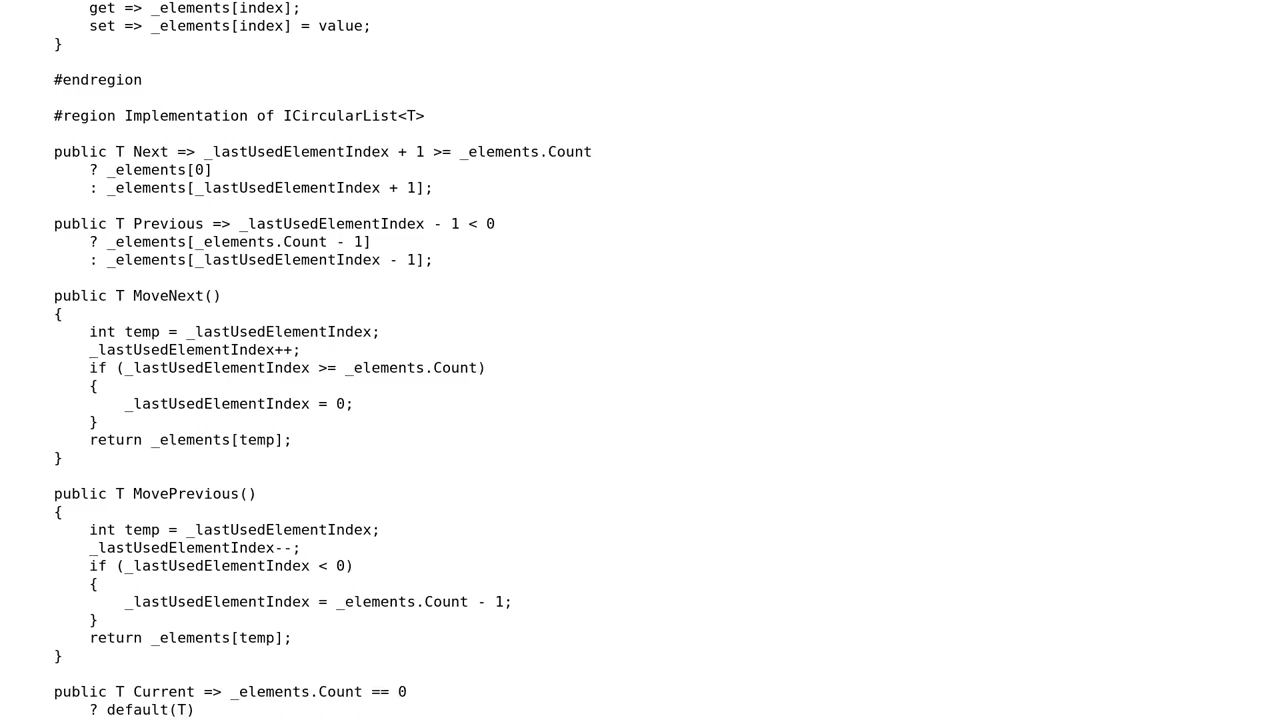 get => _elements[index];
set => _elements[index] = value;
}
#endregion
#region Implementation of ICircularList<T>
public T Next => _lastUsedElementIndex + 1 >= _elements.Count
? _elements[0]
: _elements[_lastUsedElementIndex + 1];
public T Previous => _lastUsedElementIndex - 1 < 0
? _elements[_elements.Count - 1]
: _elements[_lastUsedElementIndex - 1];
public T MoveNext()
{
int temp = _lastUsedElementIndex;
_lastUsedElementIndex++;
if (_lastUsedElementIndex >= _elements.Count)
{
_lastUsedElementIndex = 0;
}
return _elements[temp];
}
public T MovePrevious()
{
int temp = _lastUsedElementIndex;
_lastUsedElementIndex--;
if (_lastUsedElementIndex < 0)
{
_lastUsedElementIndex = _elements.Count - 1;
}
return _elements[temp];
}
public T Current => _elements.Count == 0
? default(T)